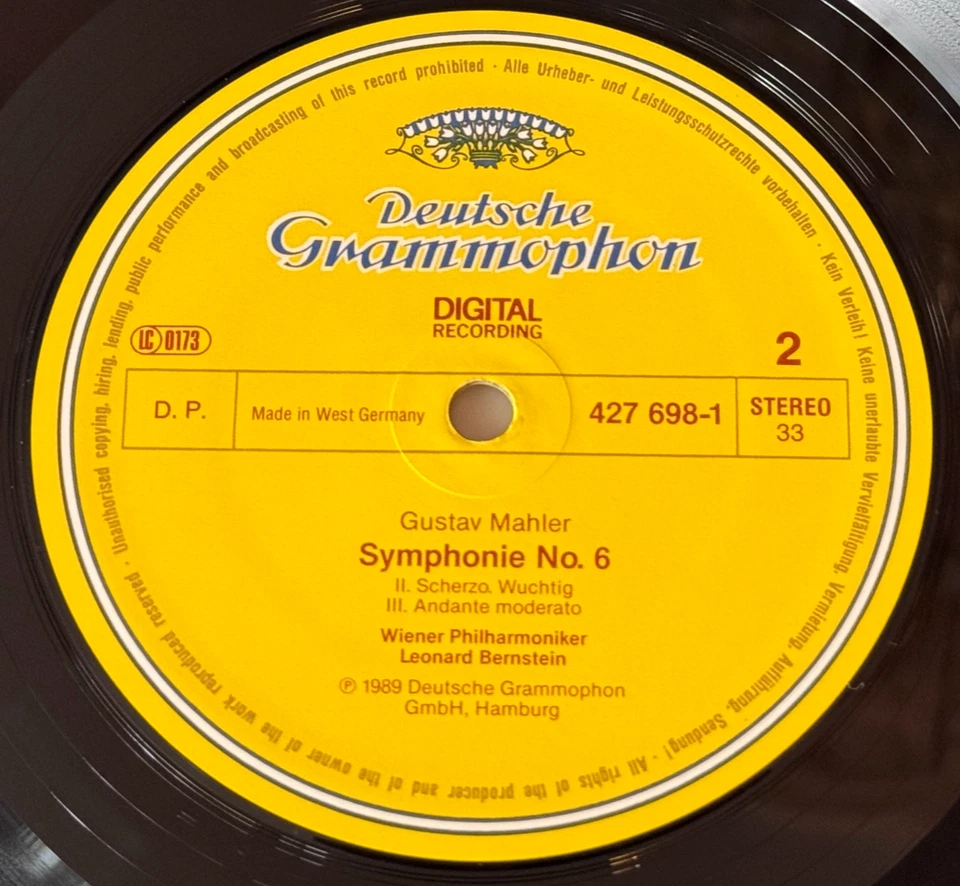 Deutsche
Grammophon
DIGITAL
RECORDING
LC 0173
2
D. P.
Made in West Germany
427 698-1
STEREO
33
Gustav Mahler
Symphonie No. 6
II. Scherzo. Wuchtig
III. Andante moderato
Wiener Philharmoniker
Leonard Bernstein
℗ 1989 Deutsche Grammophon
GmbH, Hamburg
Alle Urheber- und Leistungsschutzrechte vorbehalten · Kein Verleih! Keine unerlaubte Vervielfältigung, Vermietung, Aufführung, Sendung! · All rights of the producer and of the owner of the work reproduced reserved · Unauthorised copying, hiring, lending, public performance and broadcasting of this record prohibited ·